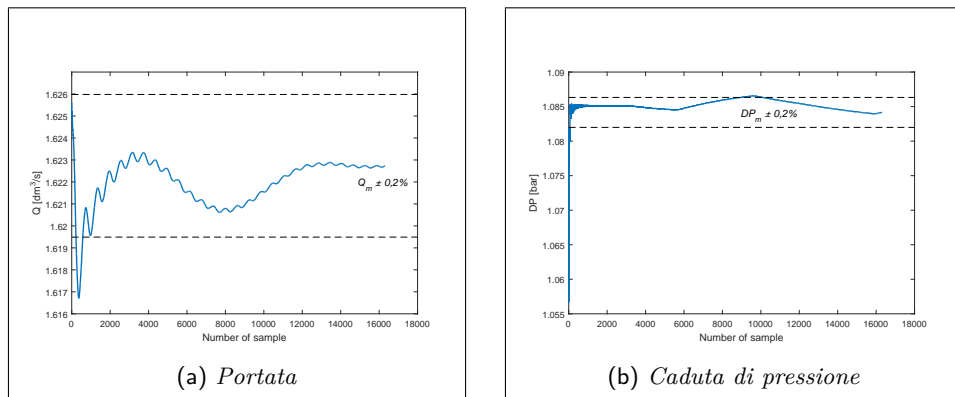 1.626
1.625
1.624
1.623
1.622
1.621
1.62
1.619
1.618
1.617
1.616
Q [dm³/s]
Q_m ± 0,2%
0 2000 4000 6000 8000 10000 12000 14000 16000 18000
Number of sample
(a) Portata
1.09
1.085
1.08
1.075
1.07
1.065
1.06
1.055
DP [bar]
DP_m ± 0,2%
0 2000 4000 6000 8000 10000 12000 14000 16000 18000
Number of sample
(b) Caduta di pressione